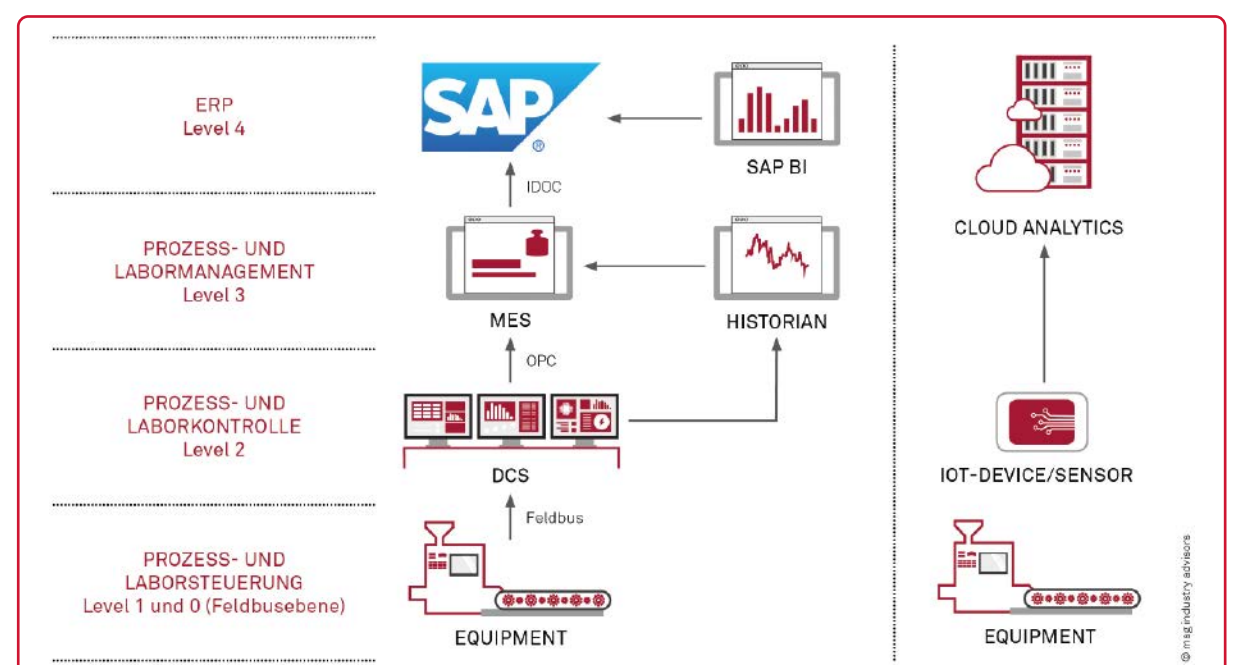 ERP
Level 4
SAP
®
SAP BI
IDOC
PROZESS- UND
LABORMANAGEMENT
Level 3
MES
HISTORIAN
OPC
PROZESS- UND
LABORKONTROLLE
Level 2
DCS
Feldbus
PROZESS- UND
LABORSTEUERUNG
Level 1 und 0 (Feldbusebene)
EQUIPMENT
CLOUD ANALYTICS
IOT-DEVICE/SENSOR
EQUIPMENT
© msg industry advisors